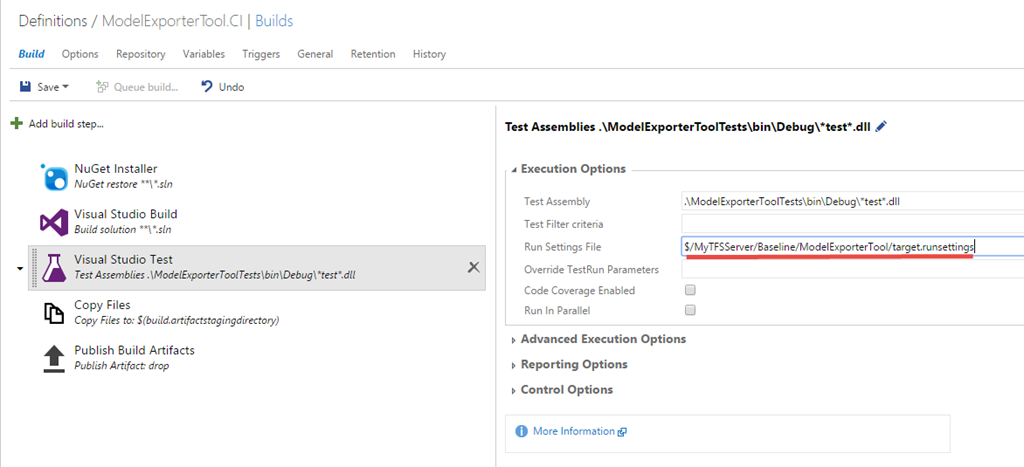 Definitions / ModelExporterTool.CI | Builds
Build Options Repository Variables Triggers General Retention History
Save Queue build... Undo
Add build step...
NuGet Installer
NuGet restore **\*.sln
Visual Studio Build
Build solution **\*.sln
Visual Studio Test
Test Assemblies .\ModelExporterToolTests\bin\Debug\*test*.dll
Copy Files
Copy Files to: $(build.artifactstagingdirectory)
Publish Build Artifacts
Publish Artifact: drop
Test Assemblies .\ModelExporterToolTests\bin\Debug\*test*.dll
Execution Options
Test Assembly .\ModelExporterToolTests\bin\Debug\*test*.dll
Test Filter criteria
Run Settings File $/MyTFSServer/Baseline/ModelExporterTool/target.runsettings
Override TestRun Parameters
Code Coverage Enabled
Run In Parallel
Advanced Execution Options
Reporting Options
Control Options
More Information